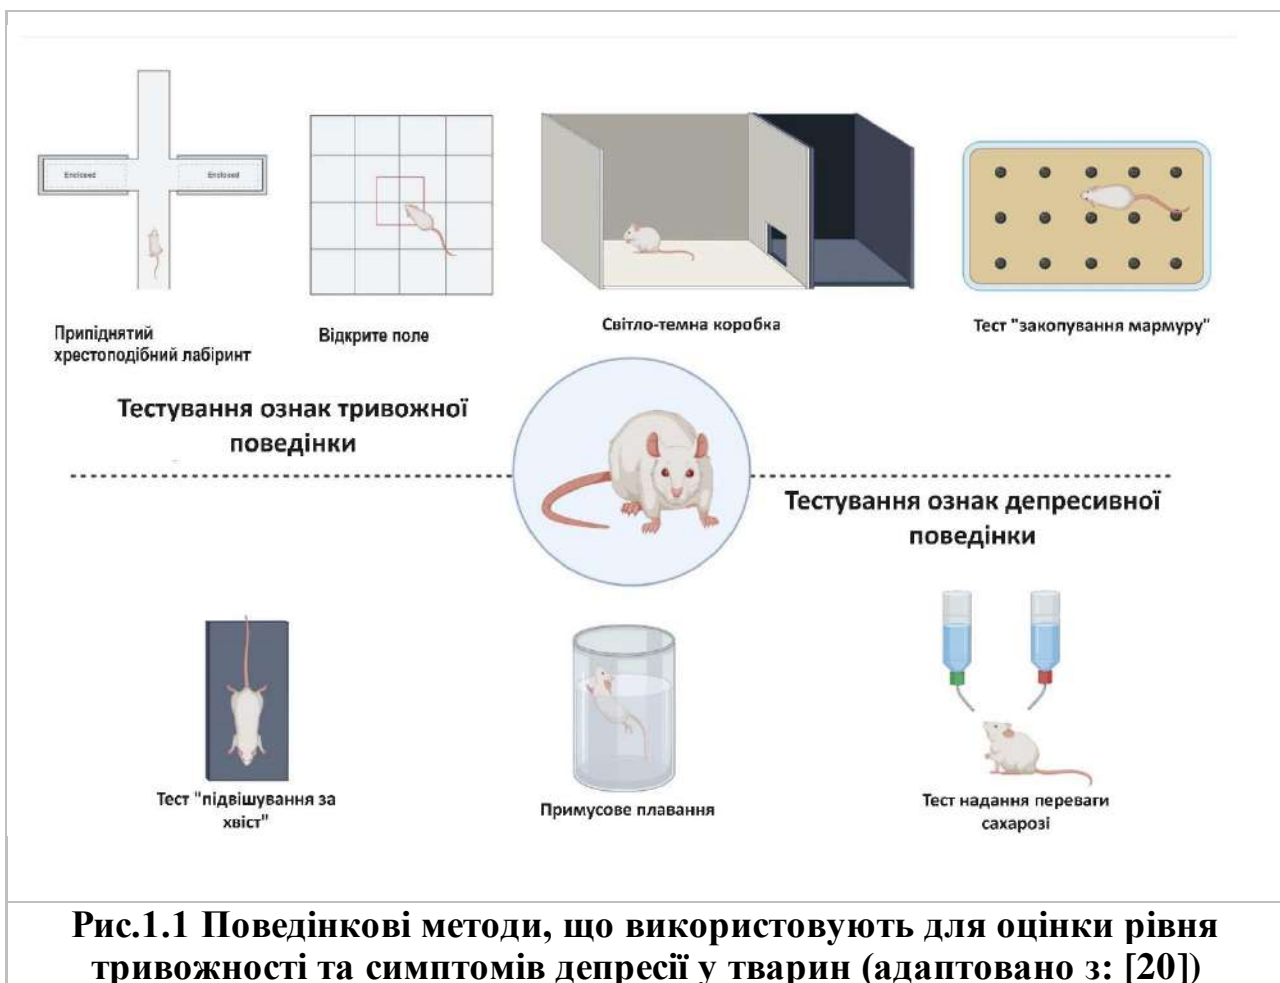 Enclosed
Enclosed
Припіднятий
хрестоподібний лабіринт
Відкрите поле
Світло-темна коробка
Тест "закопування мармуру"
Тестування ознак тривожної
поведінки
Тестування ознак депресивної
поведінки
Тест "підвішування за
хвіст"
Примусове плавання
Тест надання переваги
сахарозі
Рис.1.1 Поведінкові методи, що використовують для оцінки рівня
тривожності та симптомів депресії у тварин (адаптовано з: [20])